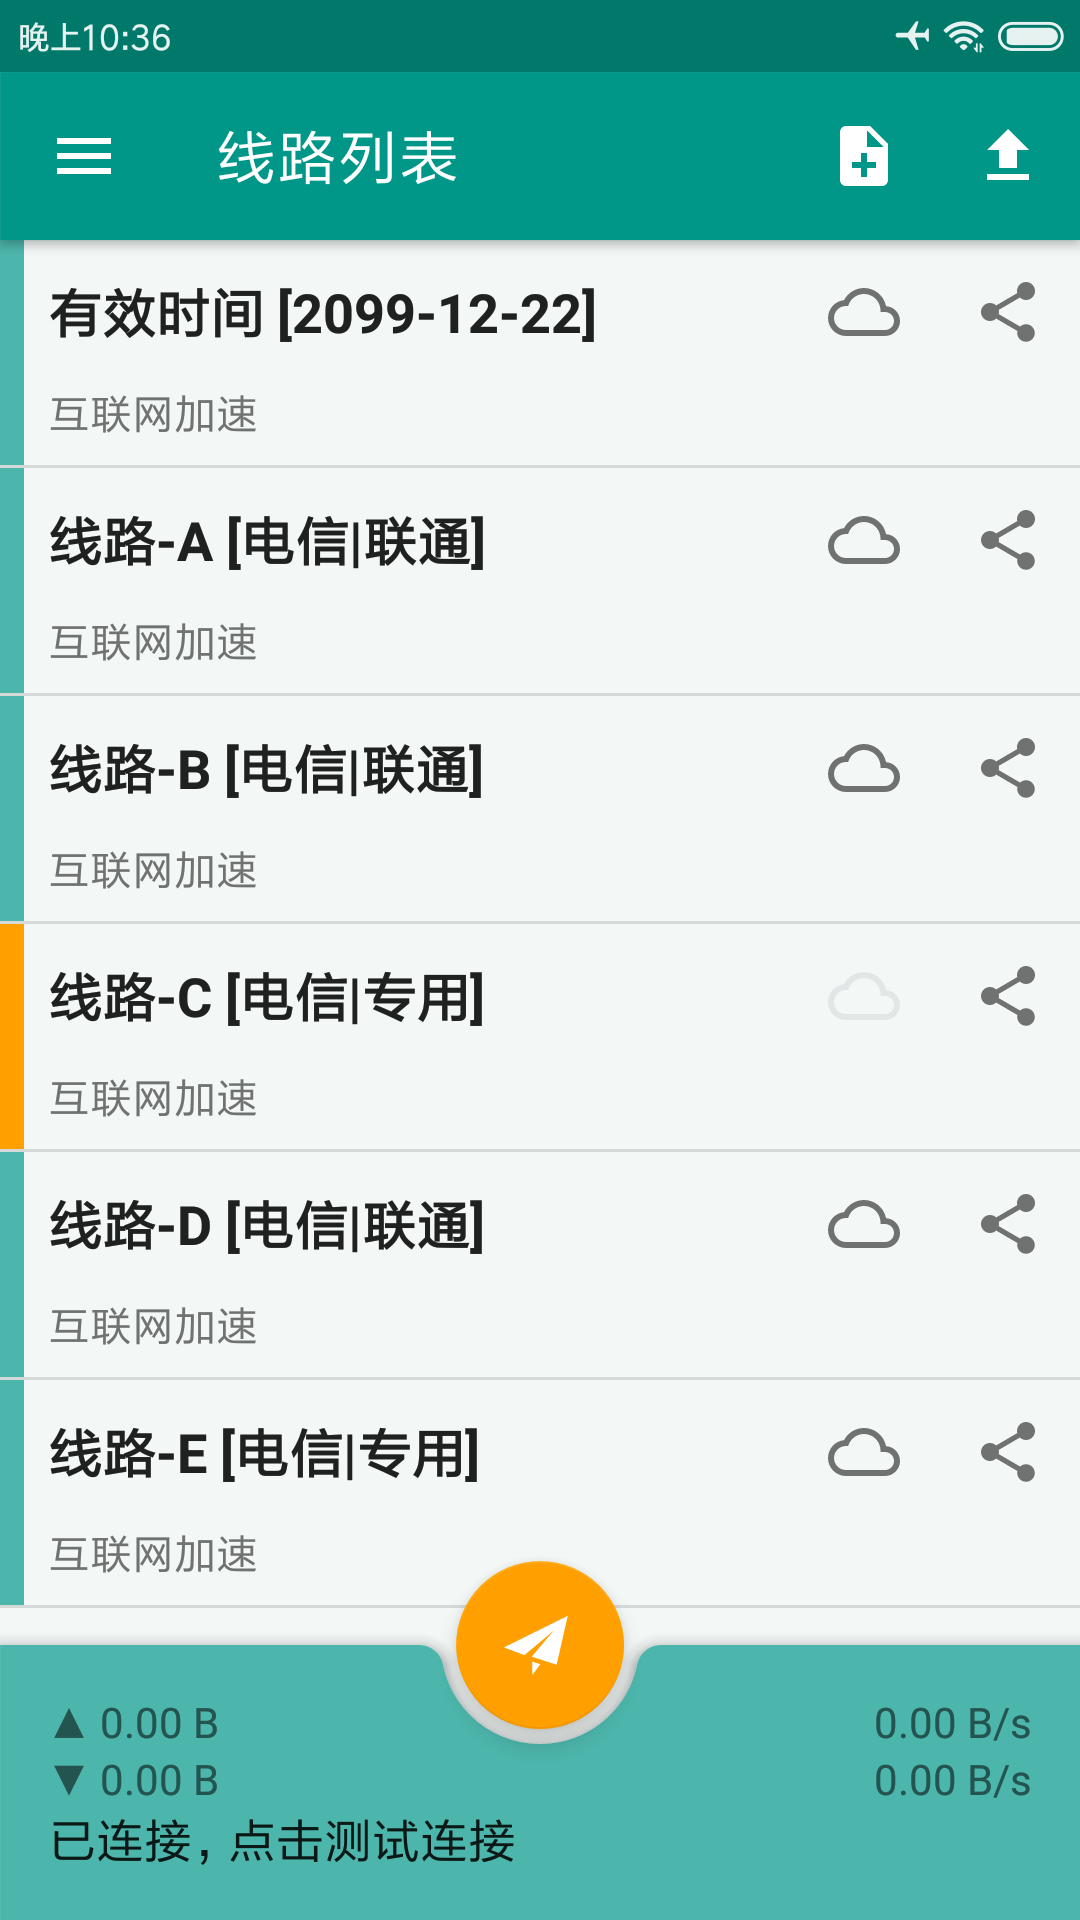 晚上10:36
线路列表
有效时间 [2099-12-22]
互联网加速
线路-A [电信|联通]
互联网加速
线路-B [电信|联通]
互联网加速
线路-C [电信|专用]
互联网加速
线路-D [电信|联通]
互联网加速
线路-E [电信|专用]
互联网加速
▲ 0.00 B 0.00 B/s
▼ 0.00 B 0.00 B/s
已连接，点击测试连接